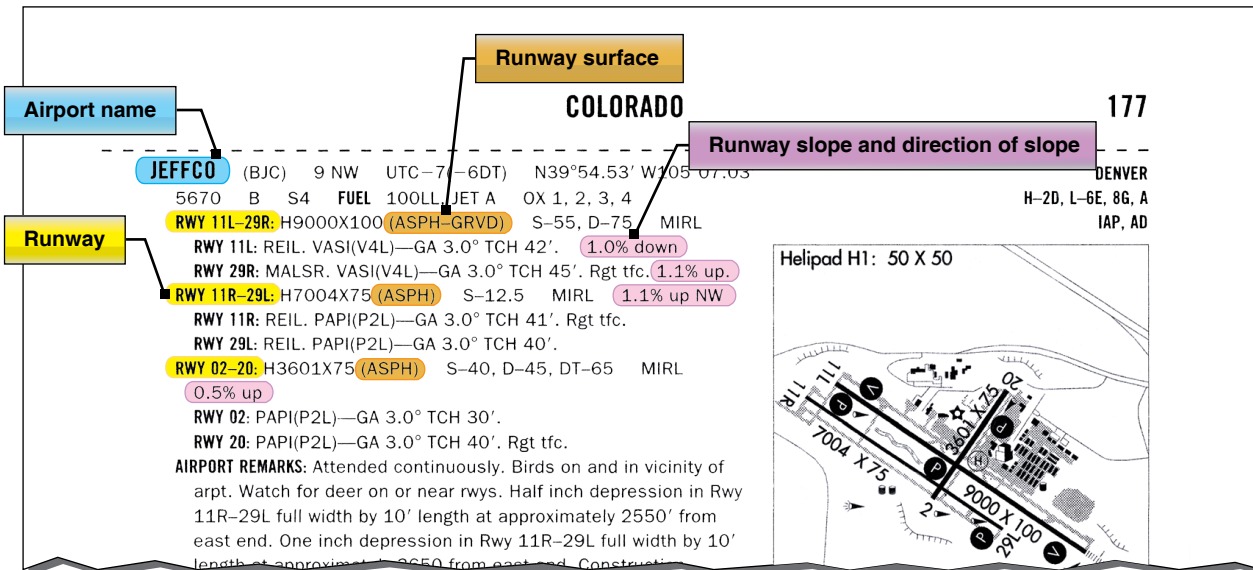 Runway surface
Airport name
COLORADO 177
Runway slope and direction of slope
JEFFCO (BJC) 9 NW UTC–7(–6DT) N39°54.53′ W105°07.03′ DENVER
5670 B S4 FUEL 100LL, JET A OX 1, 2, 3, 4 H–2D, L–6E, 8G, A
RWY 11L–29R: H9000X100 (ASPH–GRVD) S–55, D–75 MIRL IAP, AD
Runway
RWY 11L: REIL. VASI(V4L)—GA 3.0° TCH 42′. 1.0% down
RWY 29R: MALSR. VASI(V4L)—GA 3.0° TCH 45′. Rgt tfc. 1.1% up.
RWY 11R–29L: H7004X75 (ASPH) S–12.5 MIRL 1.1% up NW
RWY 11R: REIL. PAPI(P2L)—GA 3.0° TCH 41′. Rgt tfc.
RWY 29L: REIL. PAPI(P2L)—GA 3.0° TCH 40′.
RWY 02–20: H3601X75 (ASPH) S–40, D–45, DT–65 MIRL
0.5% up
RWY 02: PAPI(P2L)—GA 3.0° TCH 30′.
RWY 20: PAPI(P2L)—GA 3.0° TCH 40′. Rgt tfc.
AIRPORT REMARKS: Attended continuously. Birds on and in vicinity of
arpt. Watch for deer on or near rwys. Half inch depression in Rwy
11R–29L full width by 10′ length at approximately 2550′ from
east end. One inch depression in Rwy 11R–29L full width by 10′
length at approximately 2650 from east end. Construction
Helipad H1: 50 X 50
11L
11R
20
V
P
3601 X 75
P
7004 X 75
H
P
9000 X 100
2
P
29L
V